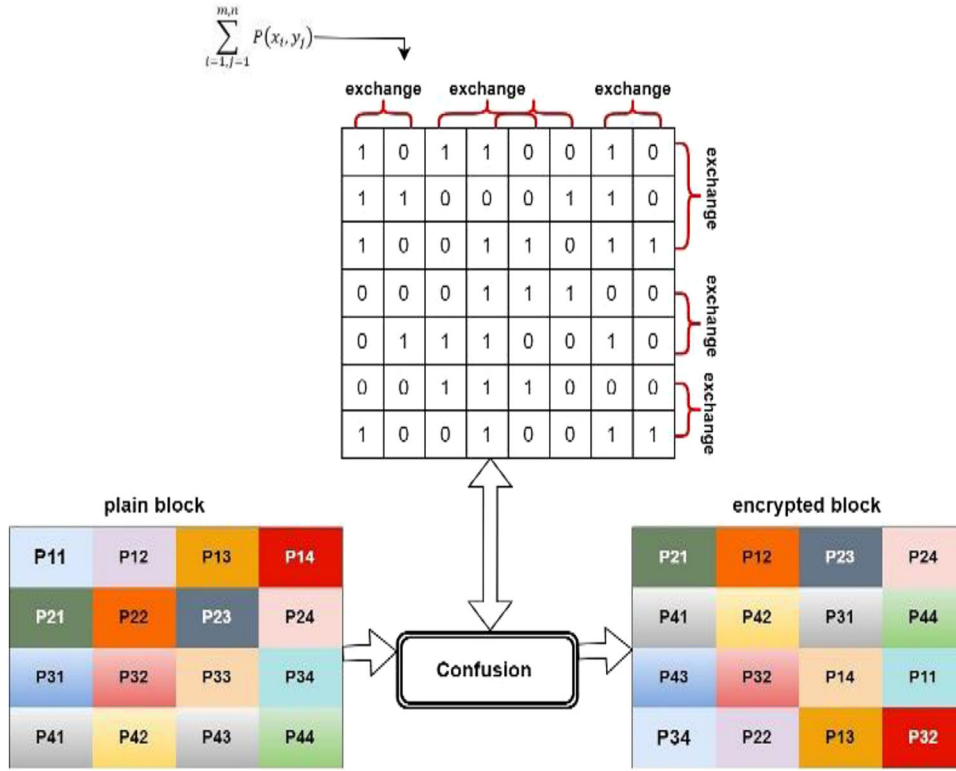 m,n
∑ P(x_i, y_j)
i=1,j=1
exchange exchange exchange
1 0 1 1 0 0 1 0
1 1 0 0 0 1 1 0
1 0 0 1 1 0 1 1
0 0 0 1 1 1 0 0
0 1 1 1 0 0 1 0
0 0 1 1 1 0 0 0
1 0 0 1 0 0 1 1
exchange
exchange
exchange
plain block
P11 P12 P13 P14
P21 P22 P23 P24
P31 P32 P33 P34
P41 P42 P43 P44
Confusion
encrypted block
P21 P12 P23 P24
P41 P42 P31 P44
P43 P32 P14 P11
P34 P22 P13 P32